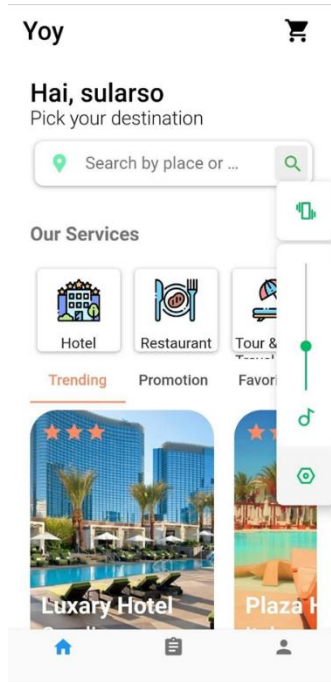 Yoy
Hai, sularso
Pick your destination
Search by place or ...
Our Services
Hotel
Restaurant
Tour &
Trending
Promotion
Luxary Hotel
Plaza